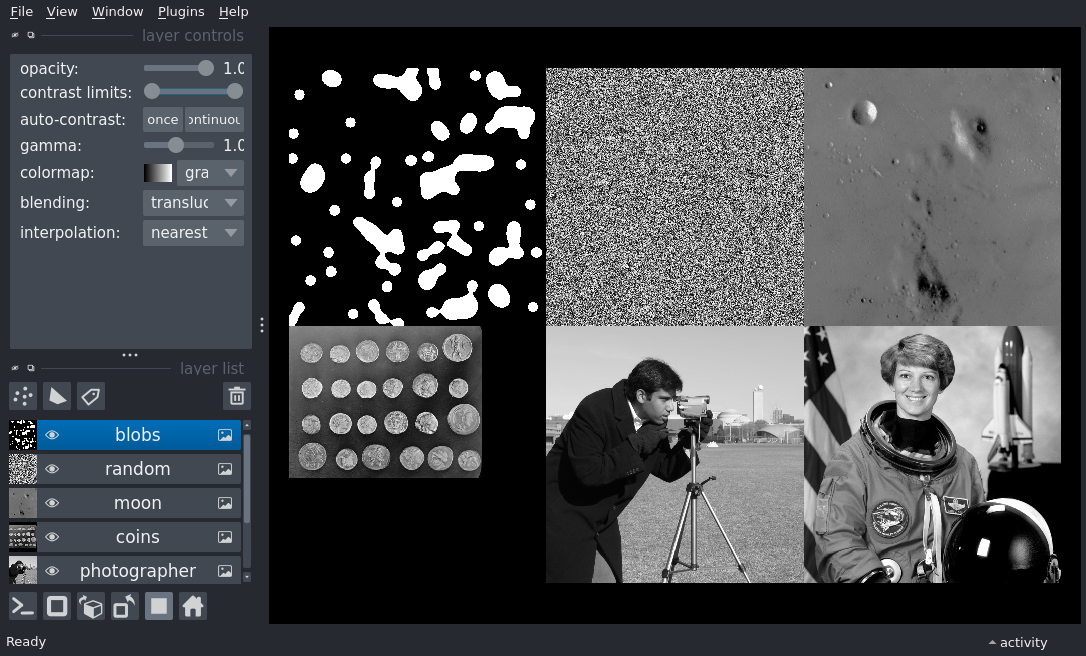 File View Window Plugins Help
layer controls
opacity: 1.0
contrast limits:
auto-contrast: once ontinuou
gamma: 1.0
colormap: gra
blending: transluc
interpolation: nearest
layer list
blobs
random
moon
coins
photographer
Ready
activity